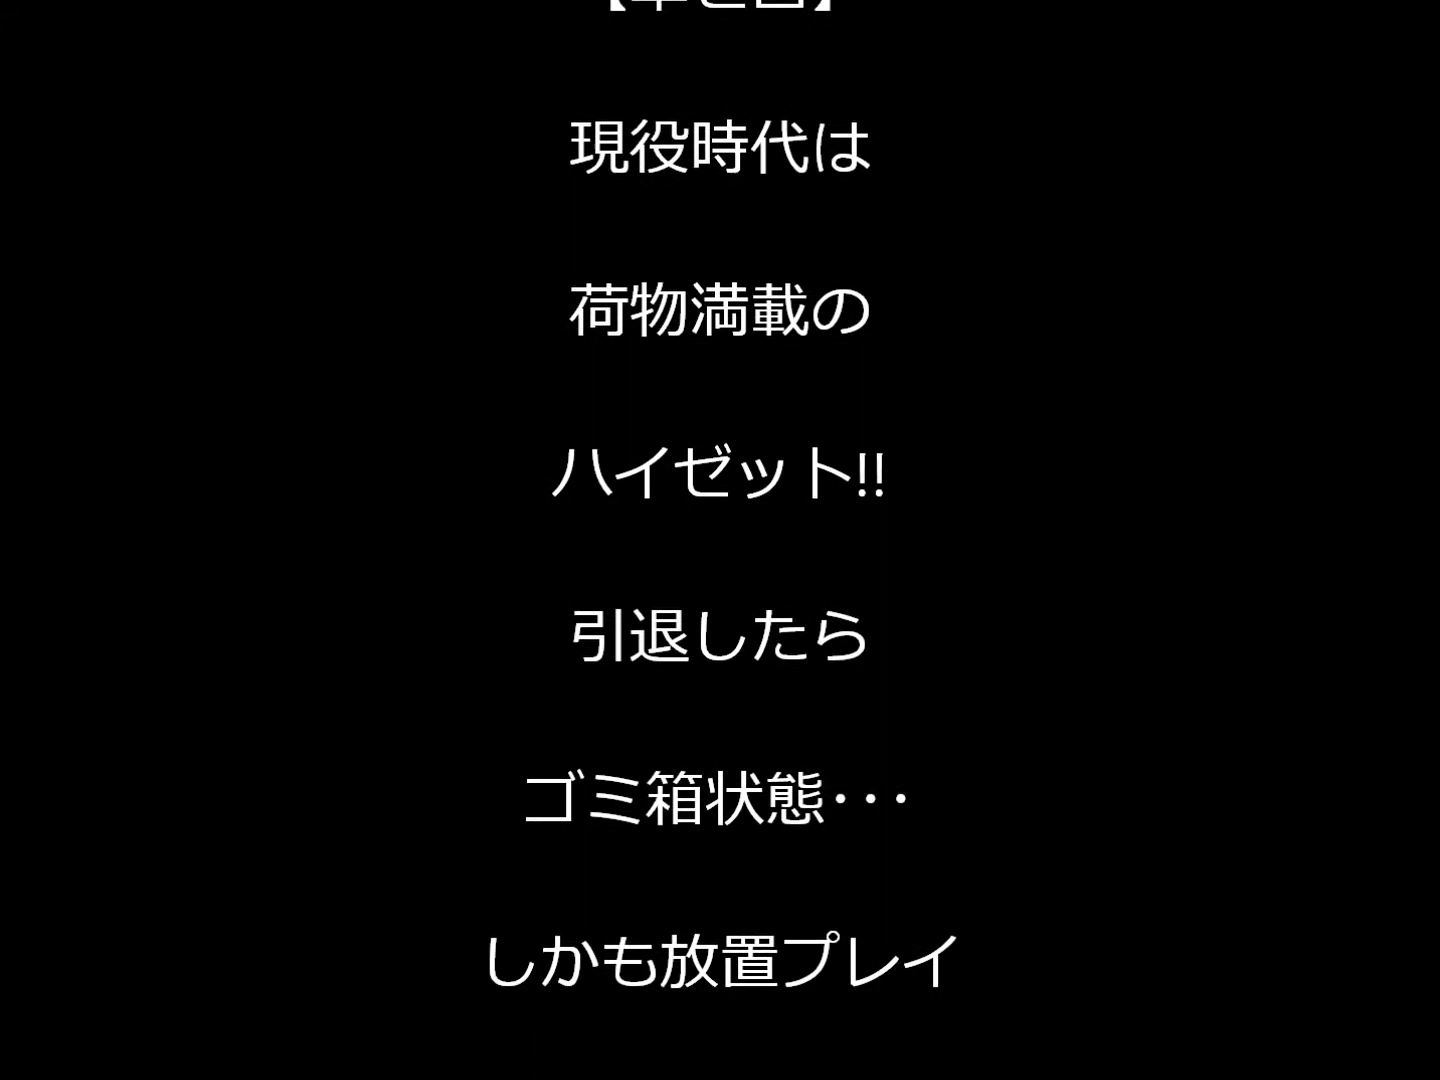 現役時代は
荷物満載の
ハイゼット!!
引退したら
ゴミ箱状態･･･
しかも放置プレイ